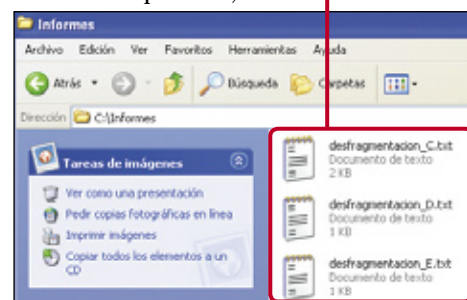 Informes
Archivo Edición Ver Favoritos Herramientas Ayuda
Atrás Búsqueda Carpetas
Dirección C:\Informes
Tareas de imágenes
Ver como una presentación
Pedir copias fotográficas en línea
Imprimir imágenes
Copiar todos los elementos a un CD
desfragmentacion_C.txt
Documento de texto
2 KB
desfragmentacion_D.txt
Documento de texto
1 KB
desfragmentacion_E.txt
Documento de texto
1 KB